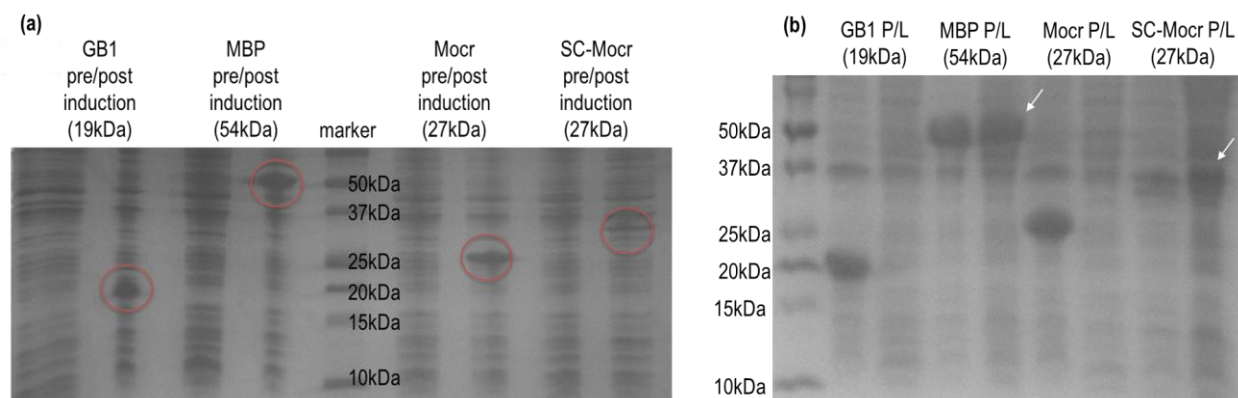 (a)
GB1
pre/post
induction
(19kDa)
MBP
pre/post
induction
(54kDa)
marker
Mocr
pre/post
induction
(27kDa)
SC-Mocr
pre/post
induction
(27kDa)
50kDa
37kDa
25kDa
20kDa
15kDa
10kDa
(b)
GB1 P/L
(19kDa)
MBP P/L
(54kDa)
Mocr P/L
(27kDa)
SC-Mocr P/L
(27kDa)
50kDa
37kDa
25kDa
20kDa
15kDa
10kDa